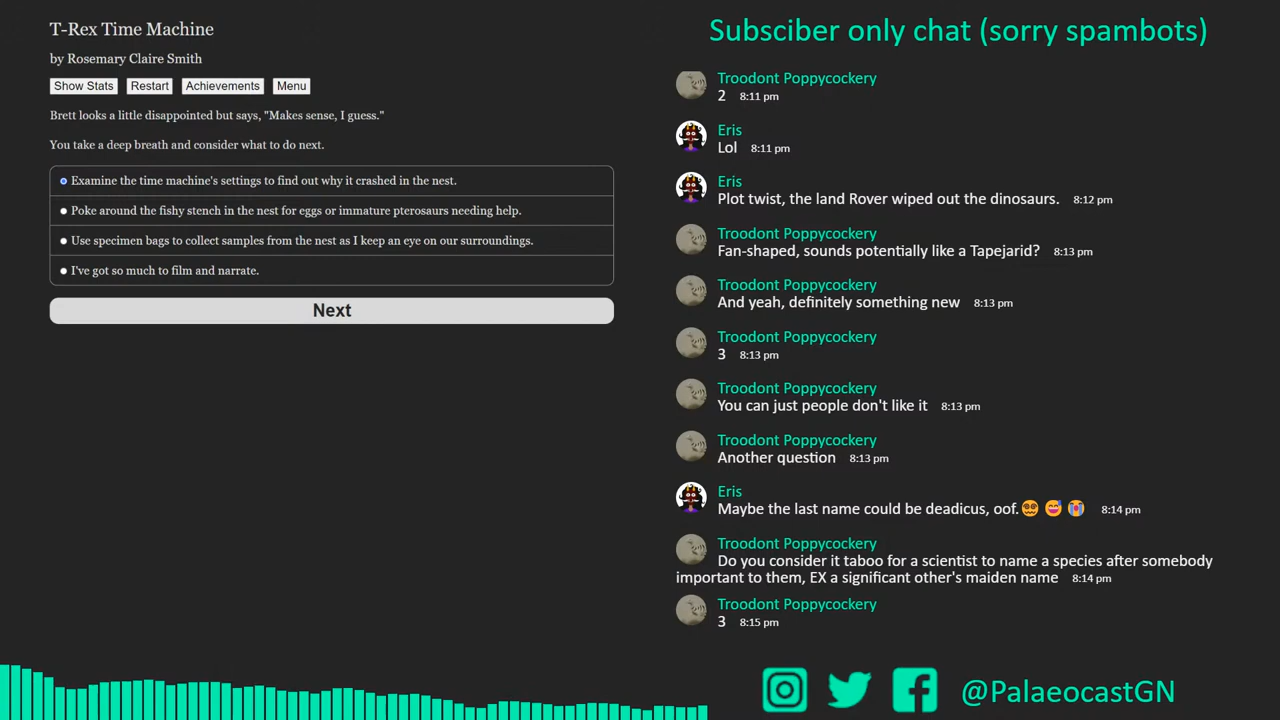 T-Rex Time Machine
by Rosemary Claire Smith
Show Stats Restart Achievements Menu
Brett looks a little disappointed but says, "Makes sense, I guess."
You take a deep breath and consider what to do next.
Examine the time machine's settings to find out why it crashed in the nest.
Poke around the fishy stench in the nest for eggs or immature pterosaurs needing help.
Use specimen bags to collect samples from the nest as I keep an eye on our surroundings.
I've got so much to film and narrate.
Next
Subsciber only chat (sorry spambots)
Troodont Poppycockery
2 8:11 pm
Eris
Lol 8:11 pm
Eris
Plot twist, the land Rover wiped out the dinosaurs. 8:12 pm
Troodont Poppycockery
Fan-shaped, sounds potentially like a Tapejarid? 8:13 pm
Troodont Poppycockery
And yeah, definitely something new 8:13 pm
Troodont Poppycockery
3 8:13 pm
Troodont Poppycockery
You can just people don't like it 8:13 pm
Troodont Poppycockery
Another question 8:13 pm
Eris
Maybe the last name could be deadicus, oof. 8:14 pm
Troodont Poppycockery
Do you consider it taboo for a scientist to name a species after somebody
important to them, EX a significant other's maiden name 8:14 pm
Troodont Poppycockery
3 8:15 pm
@PalaeocastGN